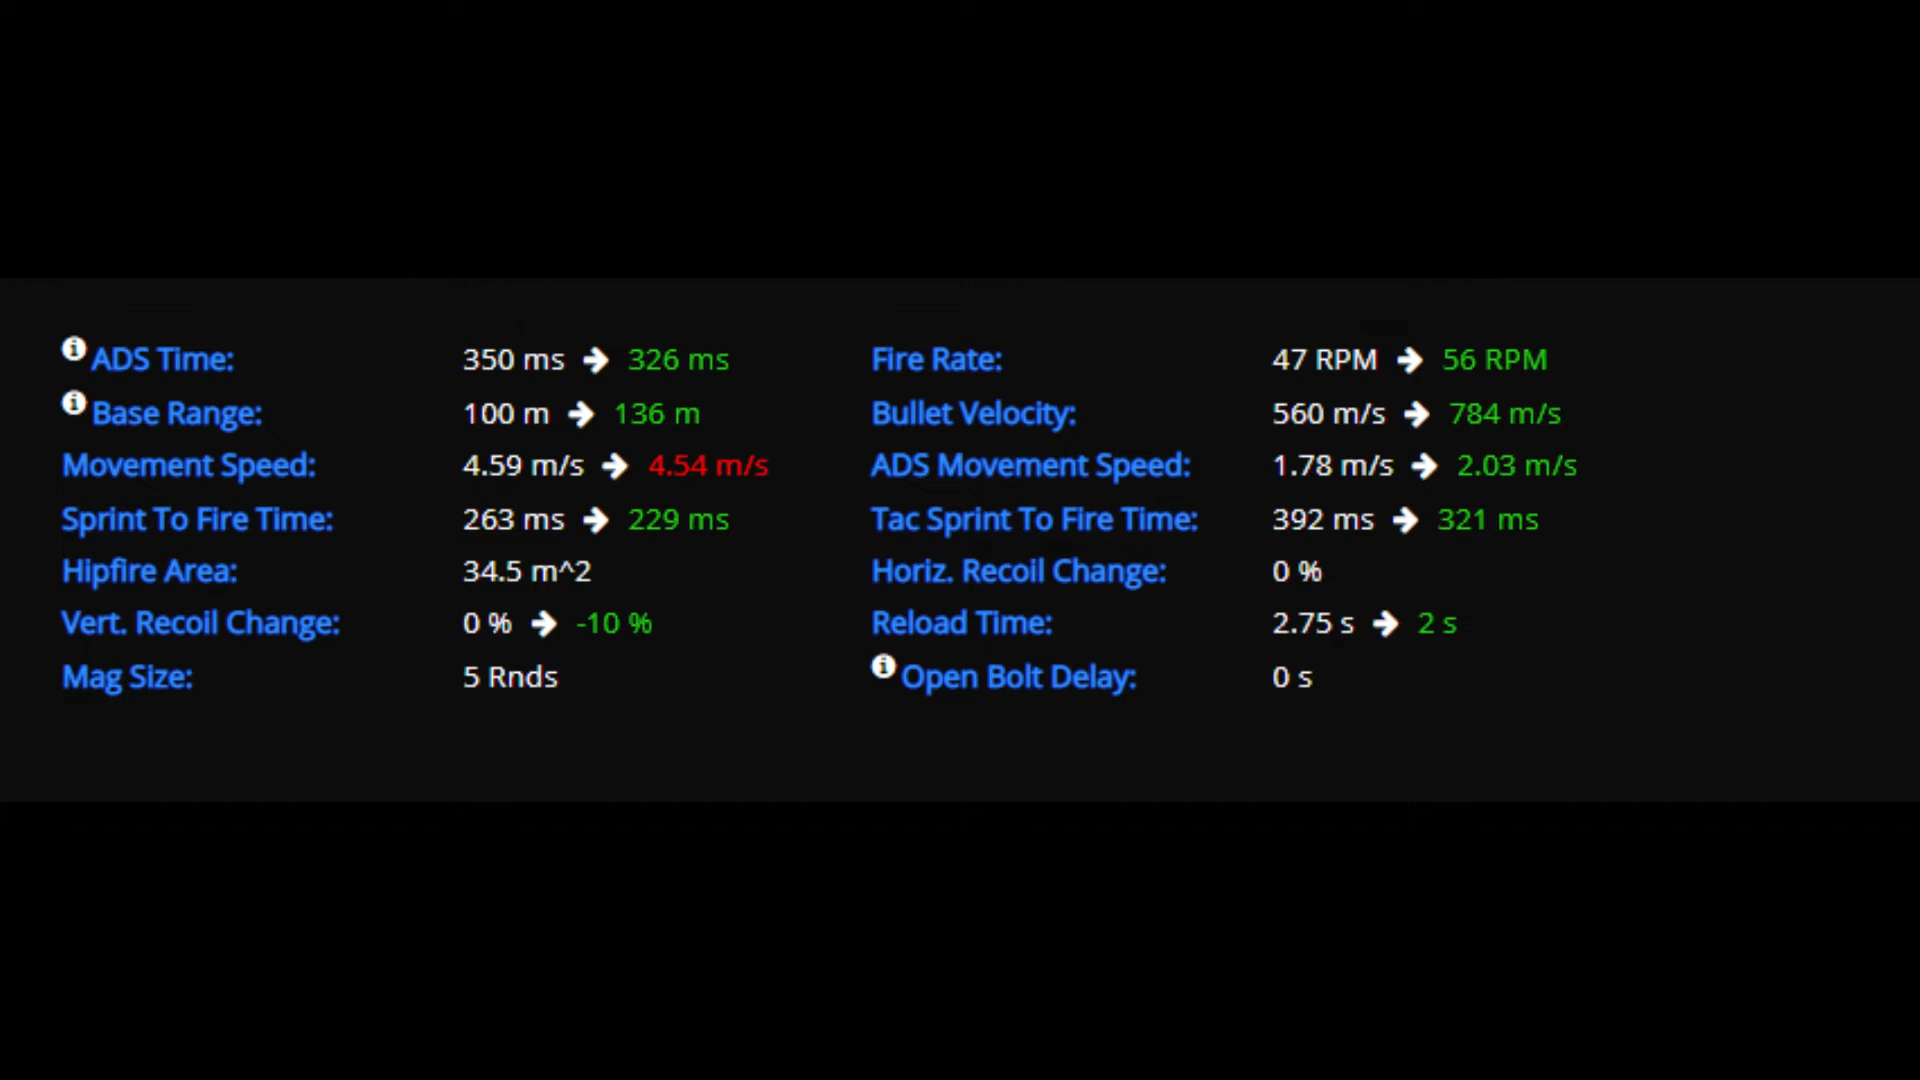 ADS Time: 350 ms → 326 ms Fire Rate: 47 RPM → 56 RPM
Base Range: 100 m → 136 m Bullet Velocity: 560 m/s → 784 m/s
Movement Speed: 4.59 m/s → 4.54 m/s ADS Movement Speed: 1.78 m/s → 2.03 m/s
Sprint To Fire Time: 263 ms → 229 ms Tac Sprint To Fire Time: 392 ms → 321 ms
Hipfire Area: 34.5 m^2 Horiz. Recoil Change: 0 %
Vert. Recoil Change: 0 % → -10 % Reload Time: 2.75 s → 2 s
Mag Size: 5 Rnds Open Bolt Delay: 0 s